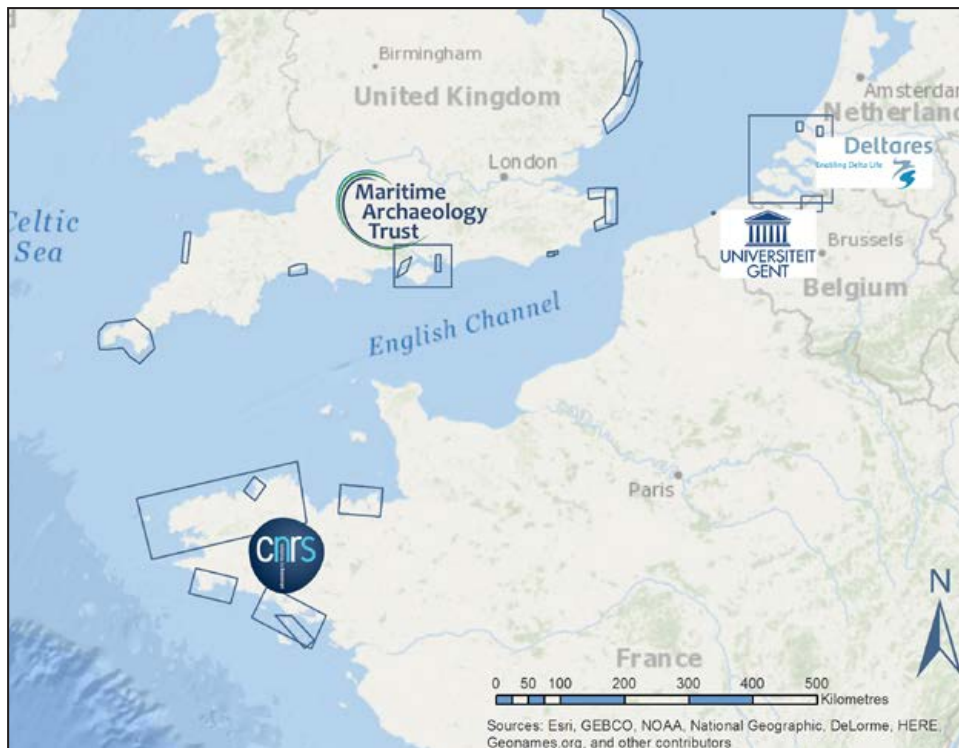 Birmingham
United Kingdom
Amsterdam
Netherland
Deltares
Enabling Delta Life
London
Maritime
Archaeology
Trust
Celtic
Sea
UNIVERSITEIT
GENT
Brussels
Belgium
English Channel
Paris
cnrs
N
France
0 50 100 200 300 400 500
Kilometres
Sources: Esri, GEBCO, NOAA, National Geographic, DeLorme, HERE,
Geonames.org, and other contributors